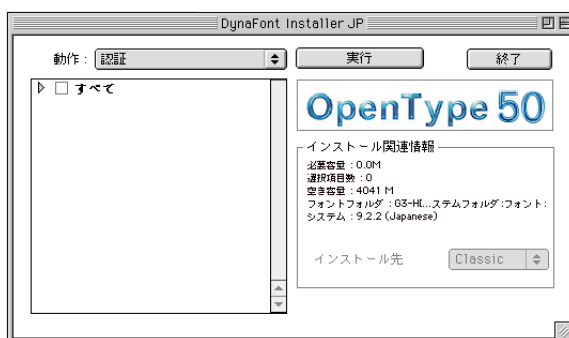 DynaFont Installer JP
動作： 認証
実行
終了
すべて
OpenType 50
インストール関連情報
必要容量：0.0M
選択項目数：0
空き容量：4041 M
フォントフォルダ：G3-HI...ステムフォルダ:フォント:
システム：9.2.2 (Japanese)
インストール先
Classic